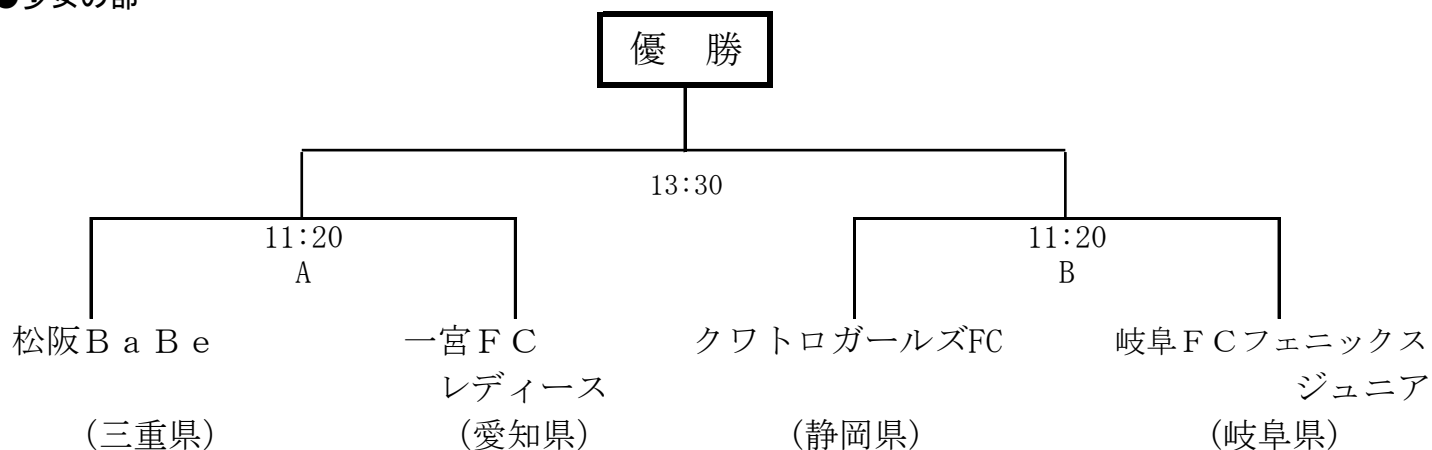 ●少女の部
優　勝
13:30
11:20
A
11:20
B
松阪ＢａＢｅ
一宮ＦＣ
レディース
クワトロガールズFC
岐阜ＦＣフェニックス
ジュニア
(三重県)
(愛知県)
(静岡県)
(岐阜県)